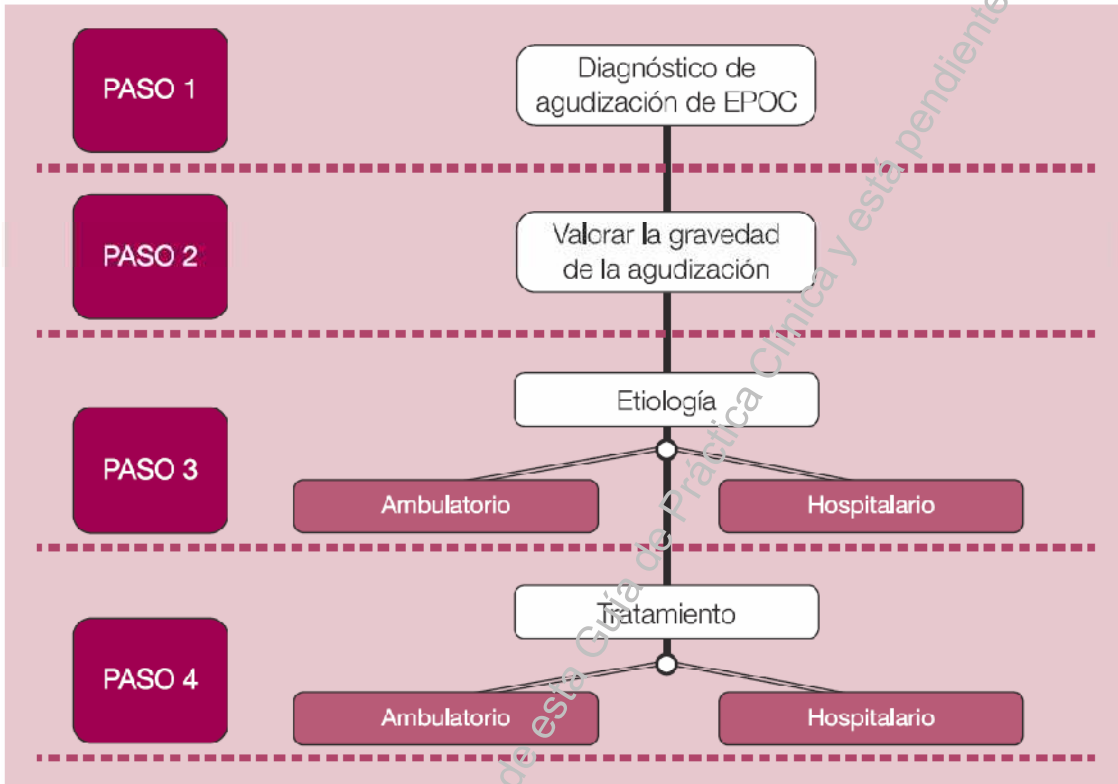 PASO 1
Diagnóstico de
agudización de EPOC
PASO 2
Valorar la gravedad
de la agudización
PASO 3
Etiología
Ambulatorio
Hospitalario
PASO 4
Tratamiento
Ambulatorio
Hospitalario
de esta Guía de Práctica Clínica y está pendiente